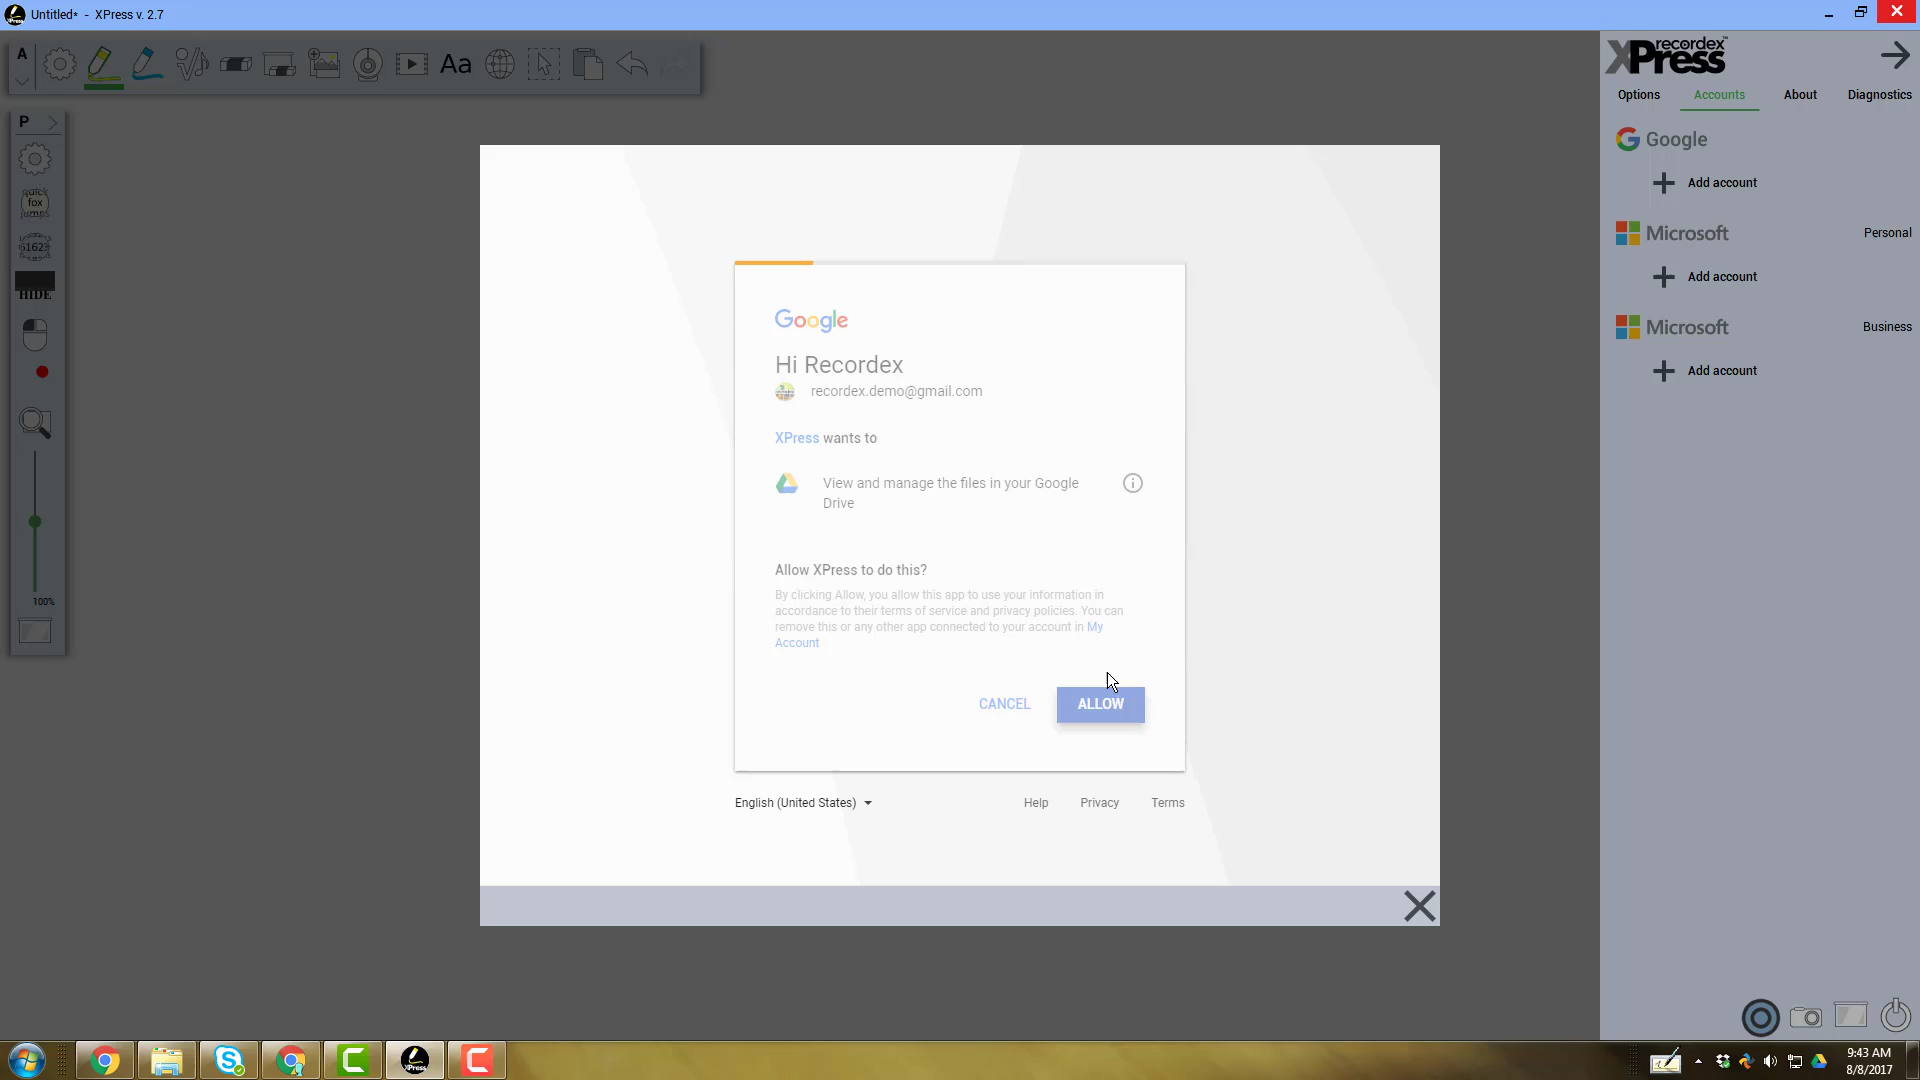 Untitled* - XPress v. 2.7
A
Aa
P
quick
fox
jumps
HIDE
100%
recordex
XPress
Options Accounts About Diagnostics
Google
Add account
Microsoft Personal
Add account
Microsoft Business
Add account
Google
Hi Recordex
recordex.demo@gmail.com
XPress wants to
View and manage the files in your Google
Drive
Allow XPress to do this?
By clicking Allow, you allow this app to use your information in
accordance to their terms of service and privacy policies. You can
remove this or any other app connected to your account in My
Account
CANCEL ALLOW
English (United States) Help Privacy Terms
XPress
9:43 AM
8/8/2017